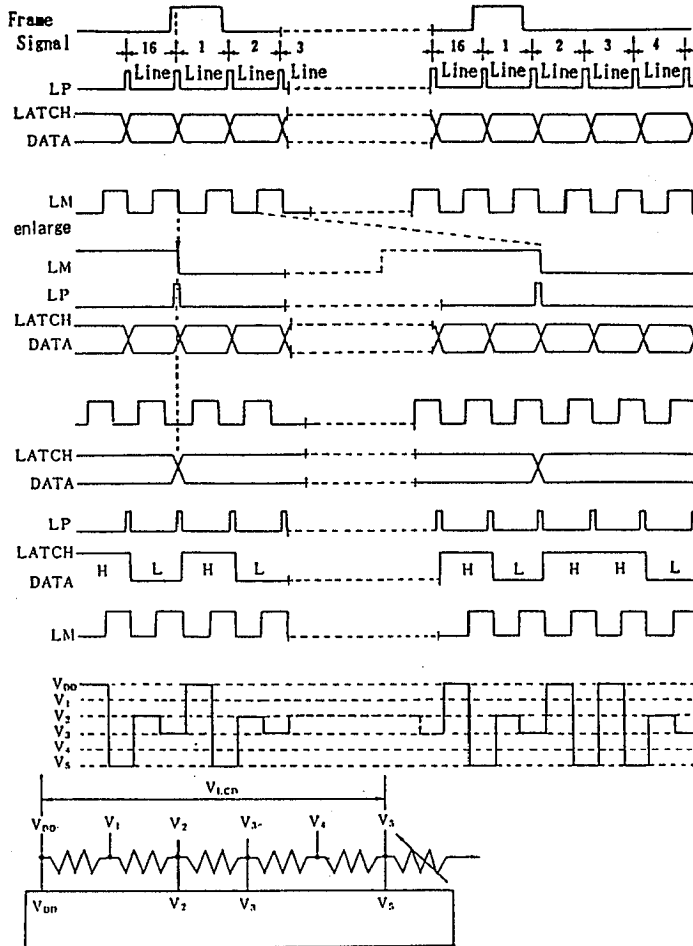 Frame
Signal
16 1 2 3 16 1 2 3 4
Line Line Line Line Line Line Line Line Line
LP
LATCH
DATA
LM
enlarge
LM
LP
LATCH
DATA
LATCH
DATA
LP
LATCH
H L H L H L H H L
DATA
LM
VDD
V1
V2
V3
V4
V5
VLCD
VDD V1 V2 V3 V4 V5
VDD V2 V3 V5